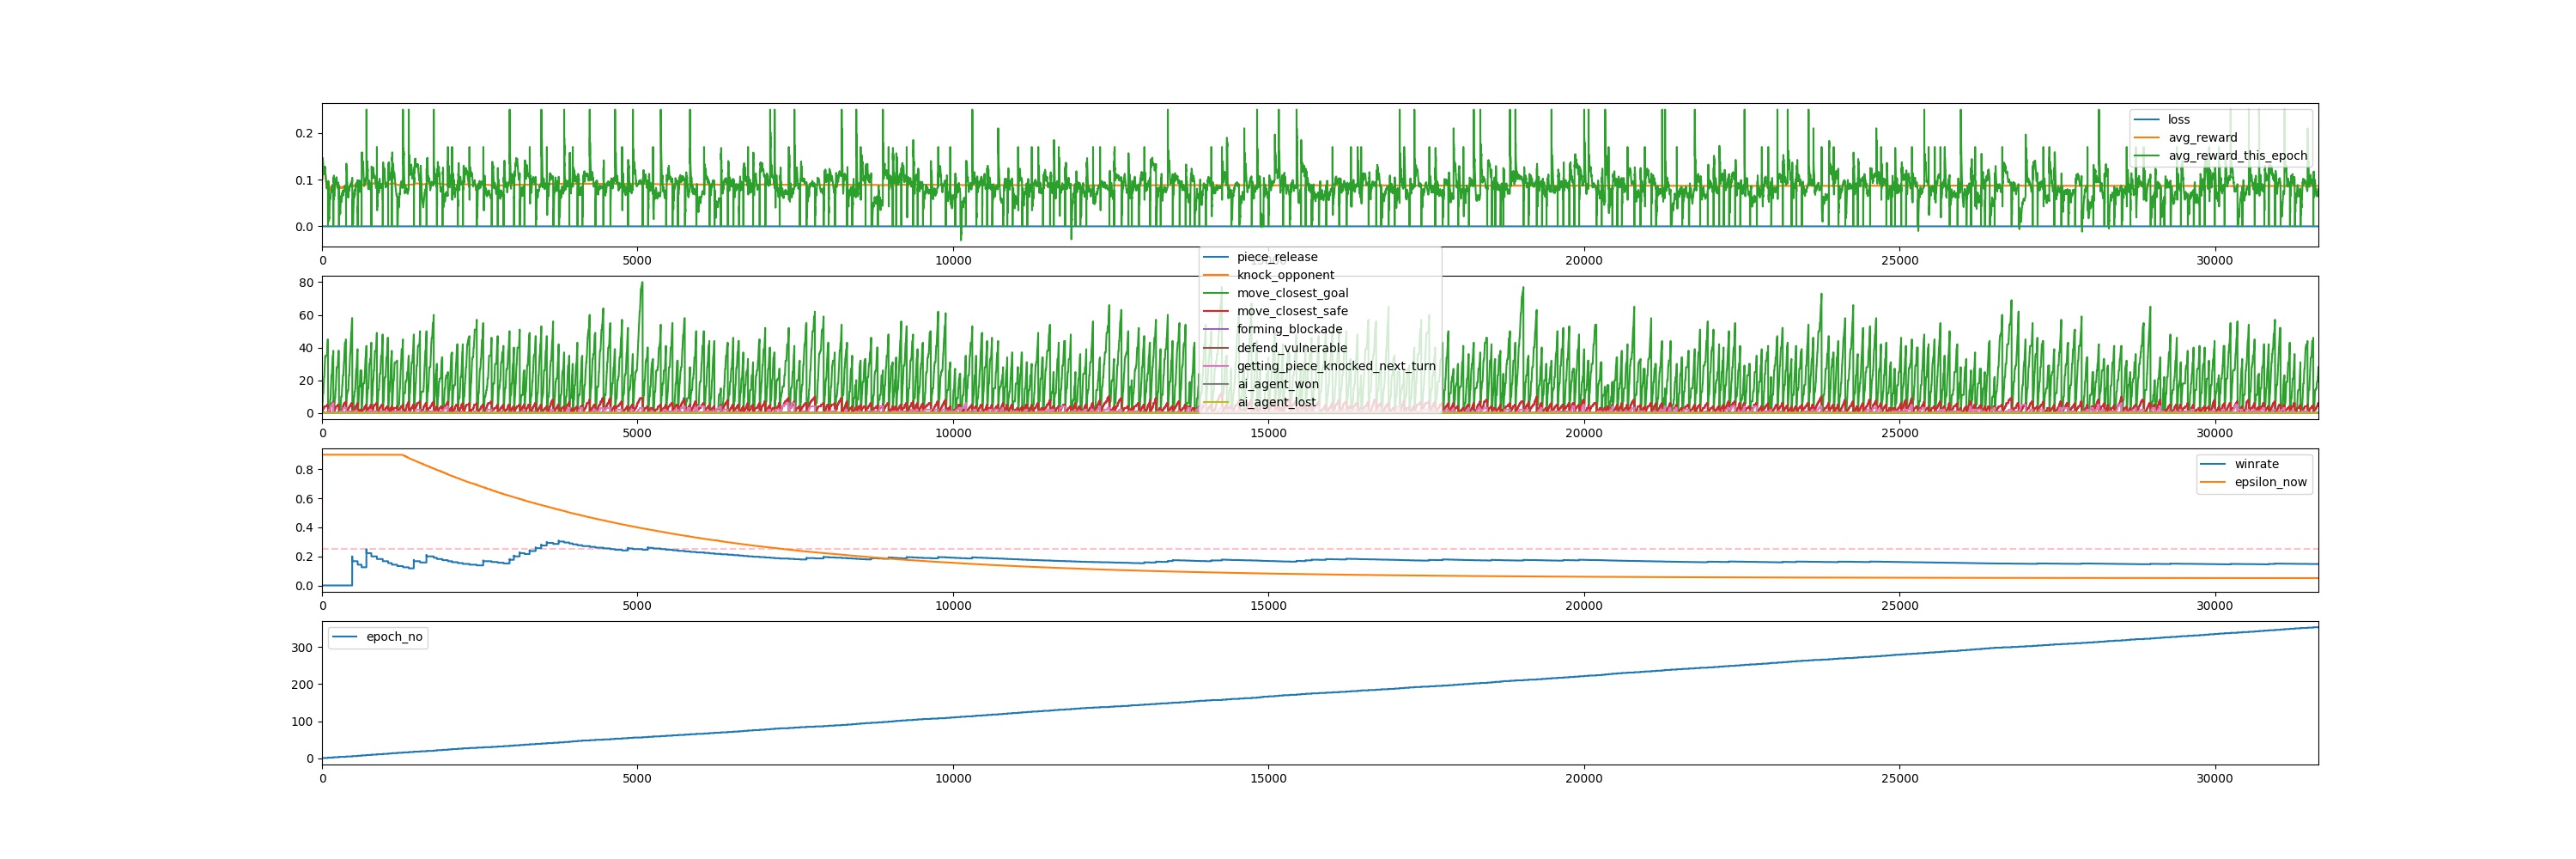 0.2
0.1
0.0
loss
avg_reward
avg_reward_this_epoch
0 5000 10000 15000 20000 25000 30000
80
60
40
20
0
piece_release
knock_opponent
move_closest_goal
move_closest_safe
forming_blockade
defend_vulnerable
getting_piece_knocked_next_turn
ai_agent_won
ai_agent_lost
0 5000 10000 15000 20000 25000 30000
0.8
0.6
0.4
0.2
0.0
winrate
epsilon_now
0 5000 10000 15000 20000 25000 30000
epoch_no
300
200
100
0
0 5000 10000 15000 20000 25000 30000